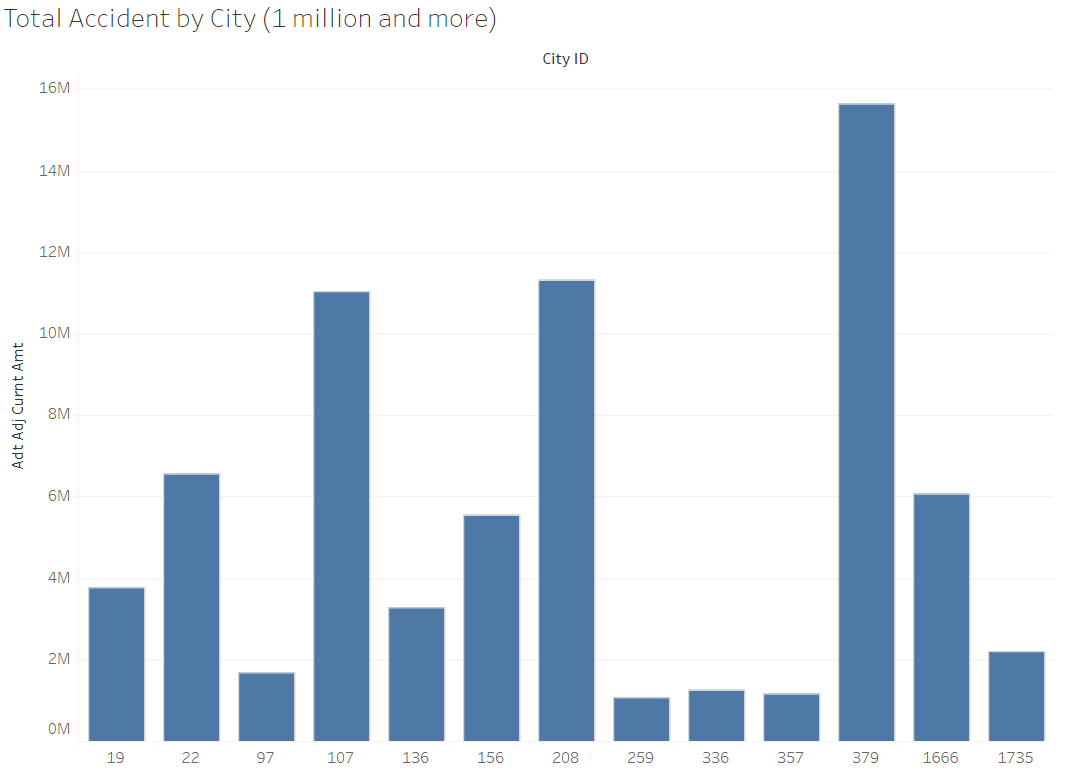 Total Accident by City (1 million and more)
City ID
Adt Adj Curnt Amt
16M
14M
12M
10M
8M
6M
4M
2M
0M
19 22 97 107 136 156 208 259 336 357 379 1666 1735